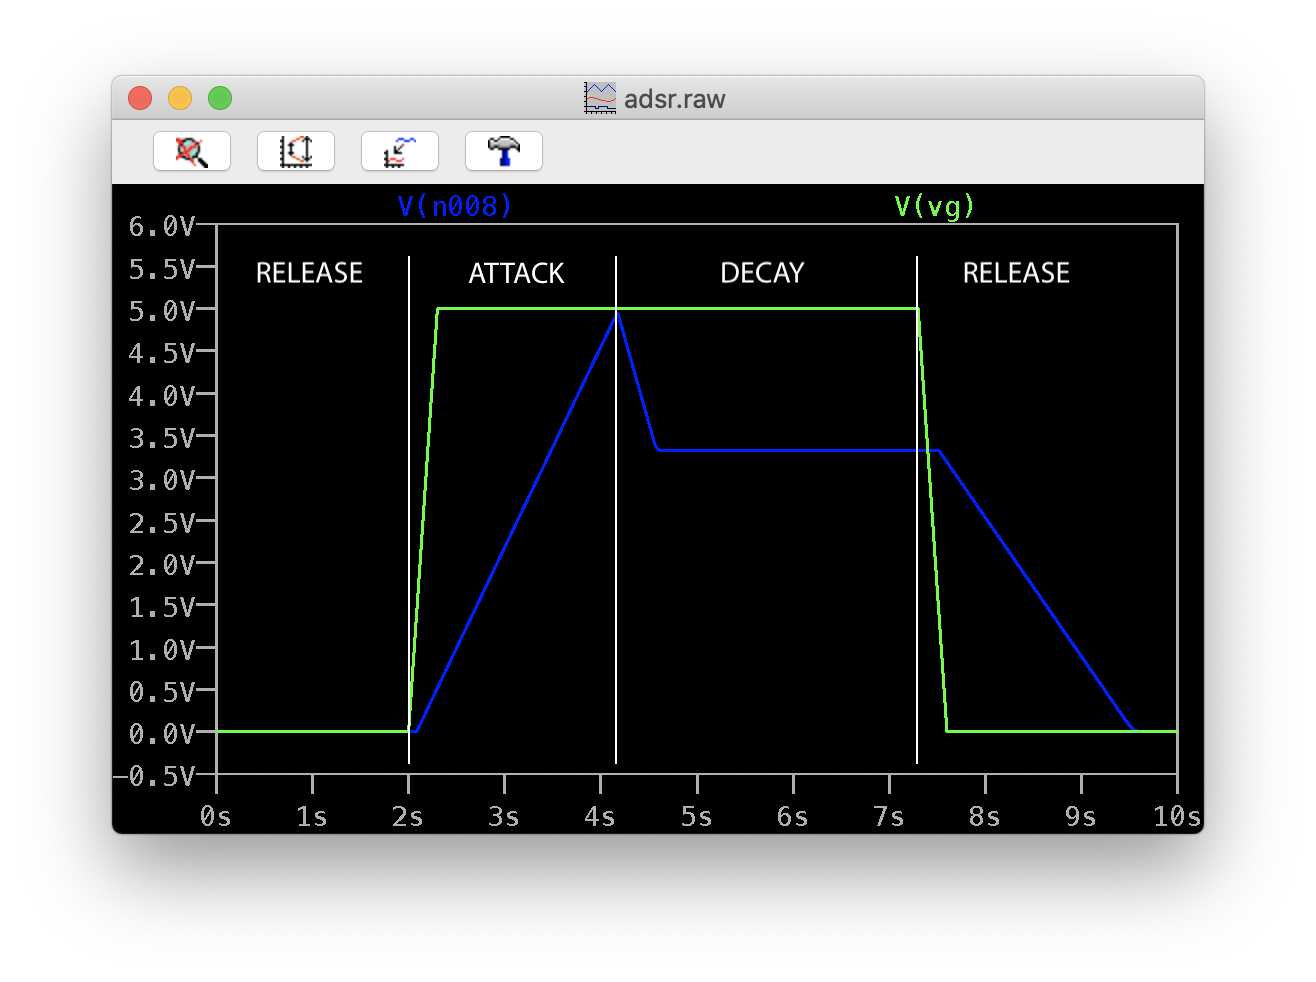 adsr.raw
V(n008) V(vg)
6.0V
RELEASE ATTACK DECAY RELEASE
5.5V
5.0V
4.5V
4.0V
3.5V
3.0V
2.5V
2.0V
1.5V
1.0V
0.5V
0.0V
-0.5V
0s 1s 2s 3s 4s 5s 6s 7s 8s 9s 10s